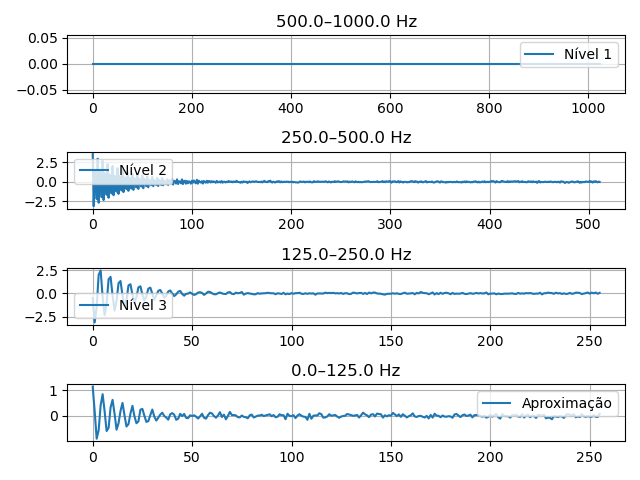 500.0–1000.0 Hz
0.05
0.00
−0.05
Nível 1
0 200 400 600 800 1000
250.0–500.0 Hz
2.5
0.0
−2.5
Nível 2
0 100 200 300 400 500
125.0–250.0 Hz
2.5
0.0
−2.5
Nível 3
0 50 100 150 200 250
0.0–125.0 Hz
1
0
Aproximação
0 50 100 150 200 250